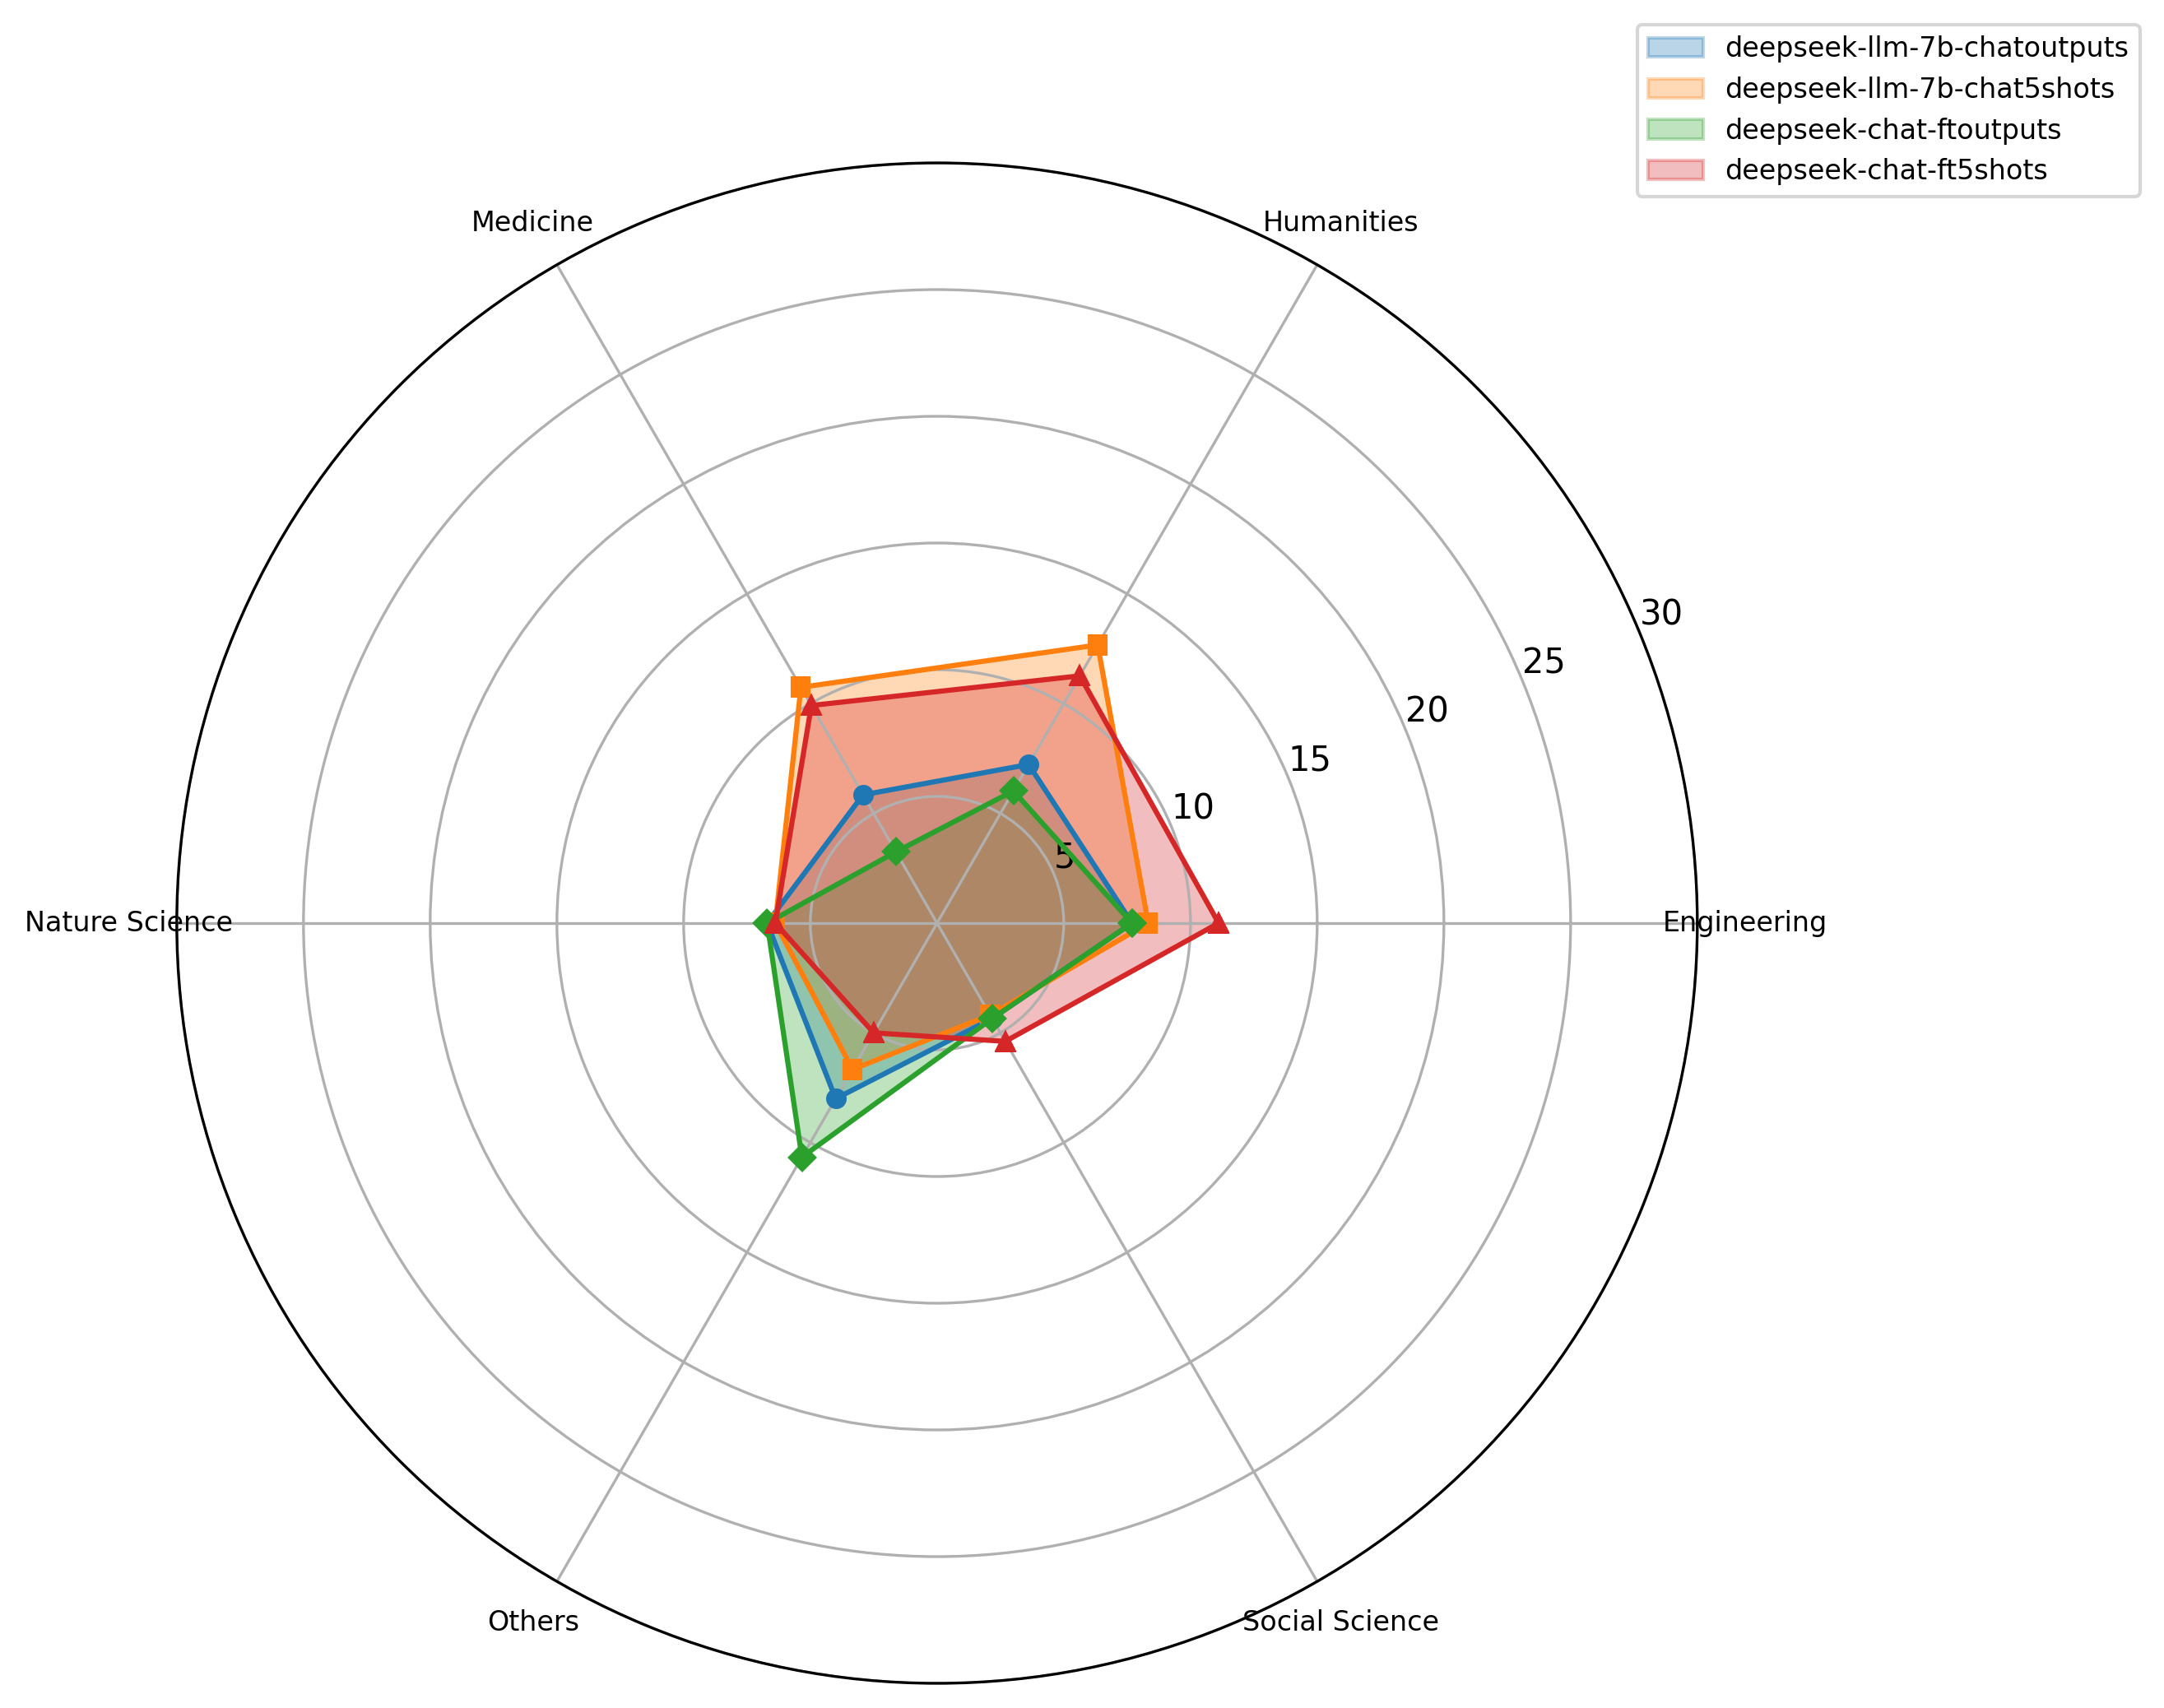 deepseek-llm-7b-chatoutputs
deepseek-llm-7b-chat5shots
deepseek-chat-ftoutputs
deepseek-chat-ft5shots
Medicine
Humanities
30
25
20
15
10
5
Nature Science
Engineering
Others
Social Science